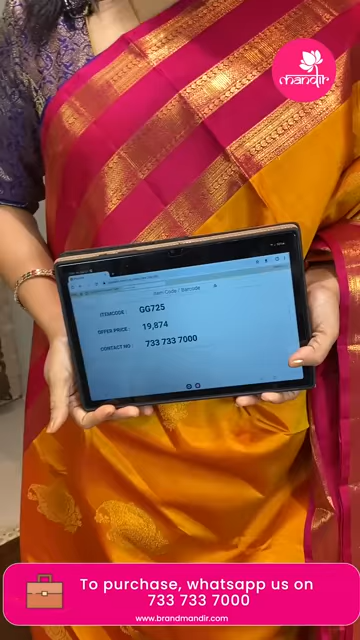 mandir
Item Code / Barcode
ITEMCODE : GG725
OFFER PRICE : 19,874
CONTACT NO : 733 733 7000
To purchase, whatsapp us on
733 733 7000
www.brandmandir.com